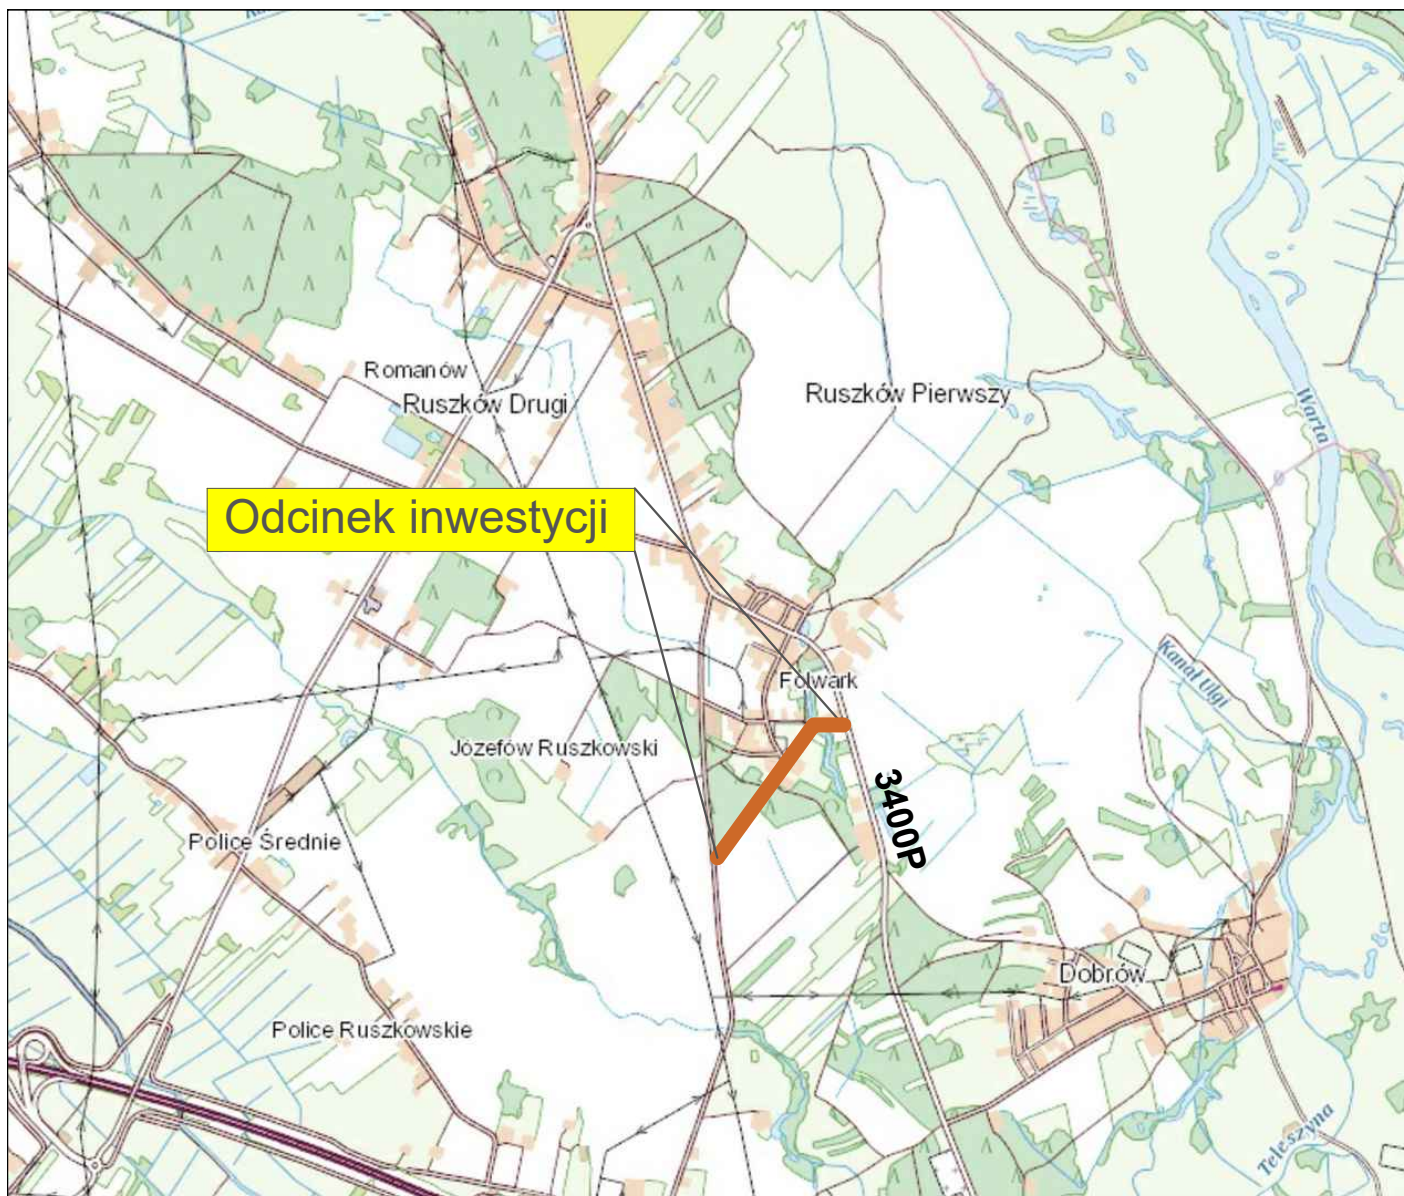 Romanów
Ruszków Drugi
Ruszków Pierwszy
Warta
Odcinek inwestycji
Folwark
Kanał Ulgi
Józefów Ruszkowski
3400P
Police Średnie
Dobrów
Police Ruszkowskie
Teleszyna